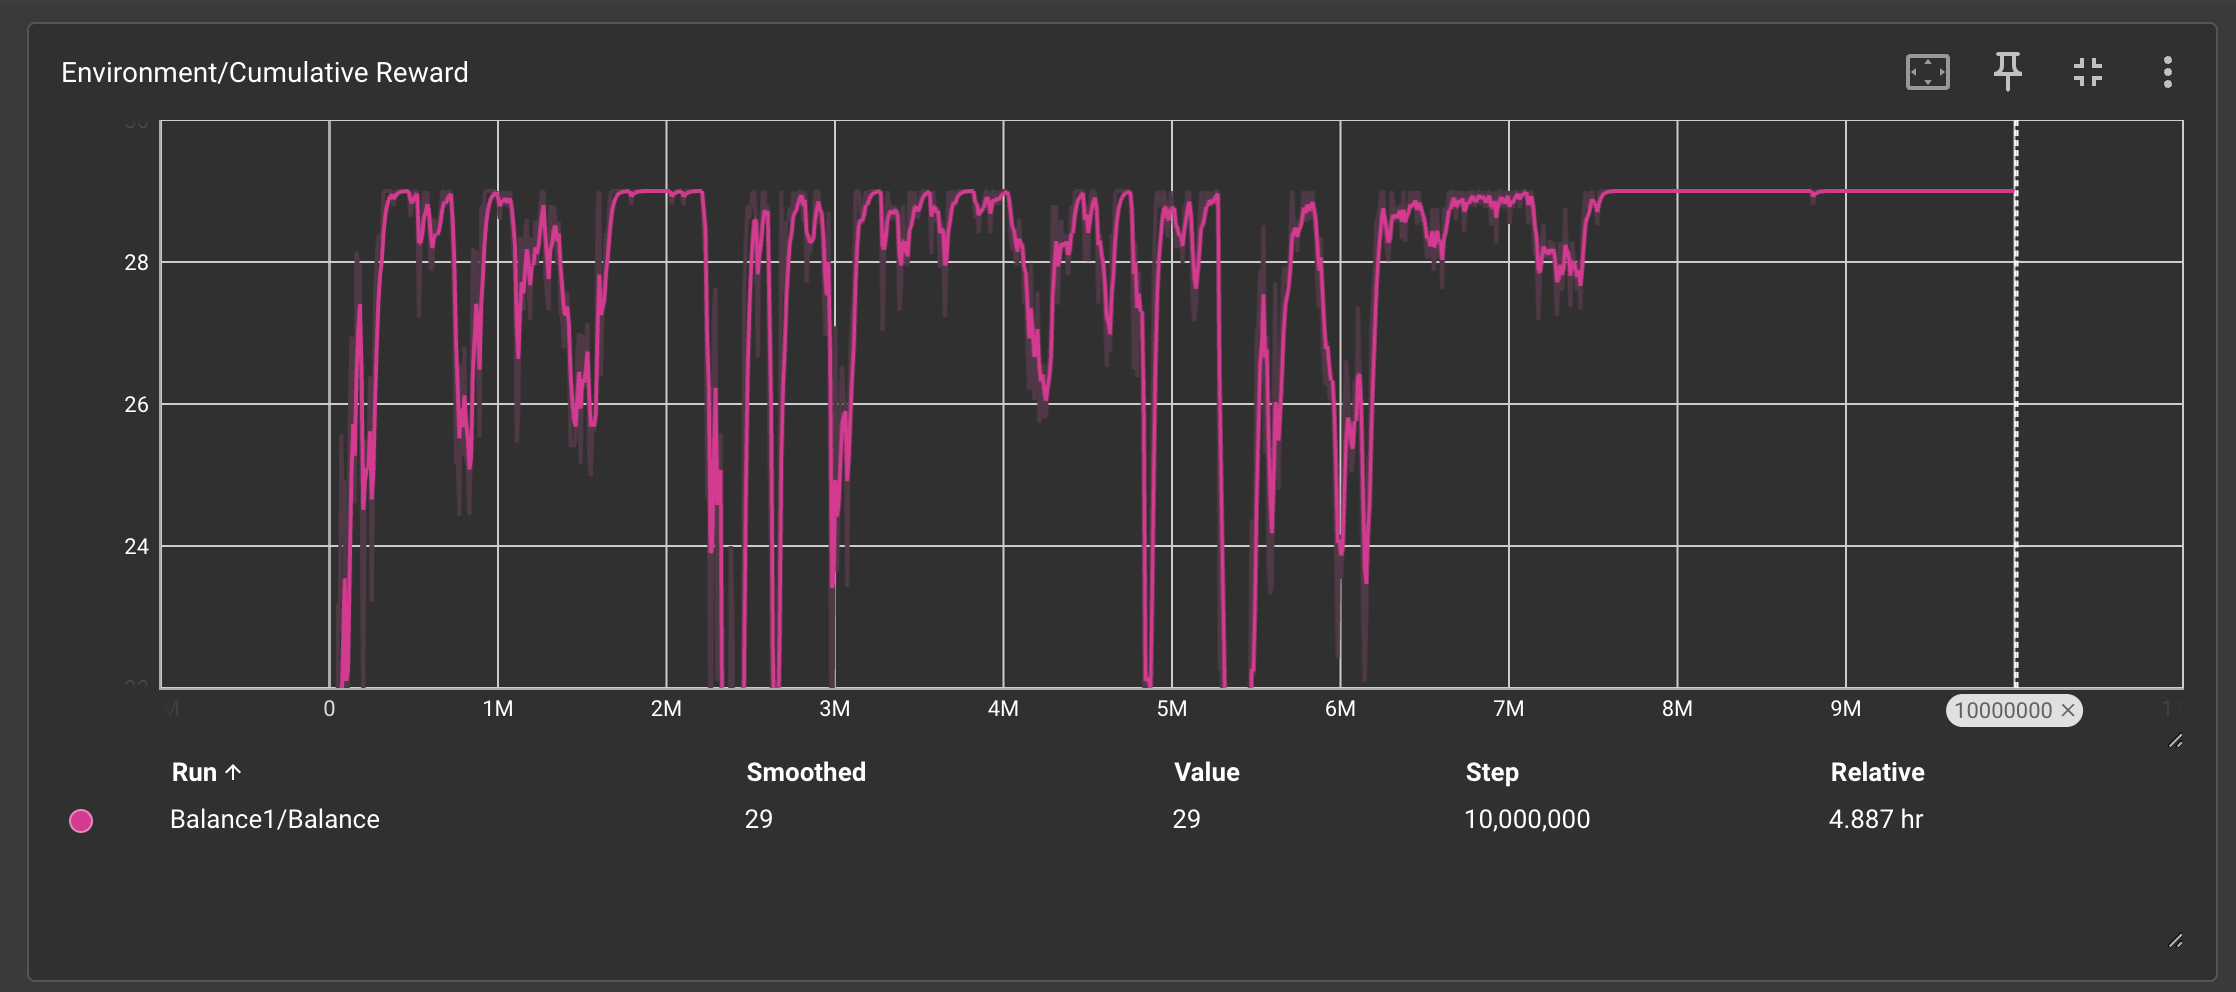 Environment/Cumulative Reward
28
26
24
0 1M 2M 3M 4M 5M 6M 7M 8M 9M 10000000 ×
Run ↑ Smoothed Value Step Relative
Balance1/Balance 29 29 10,000,000 4.887 hr